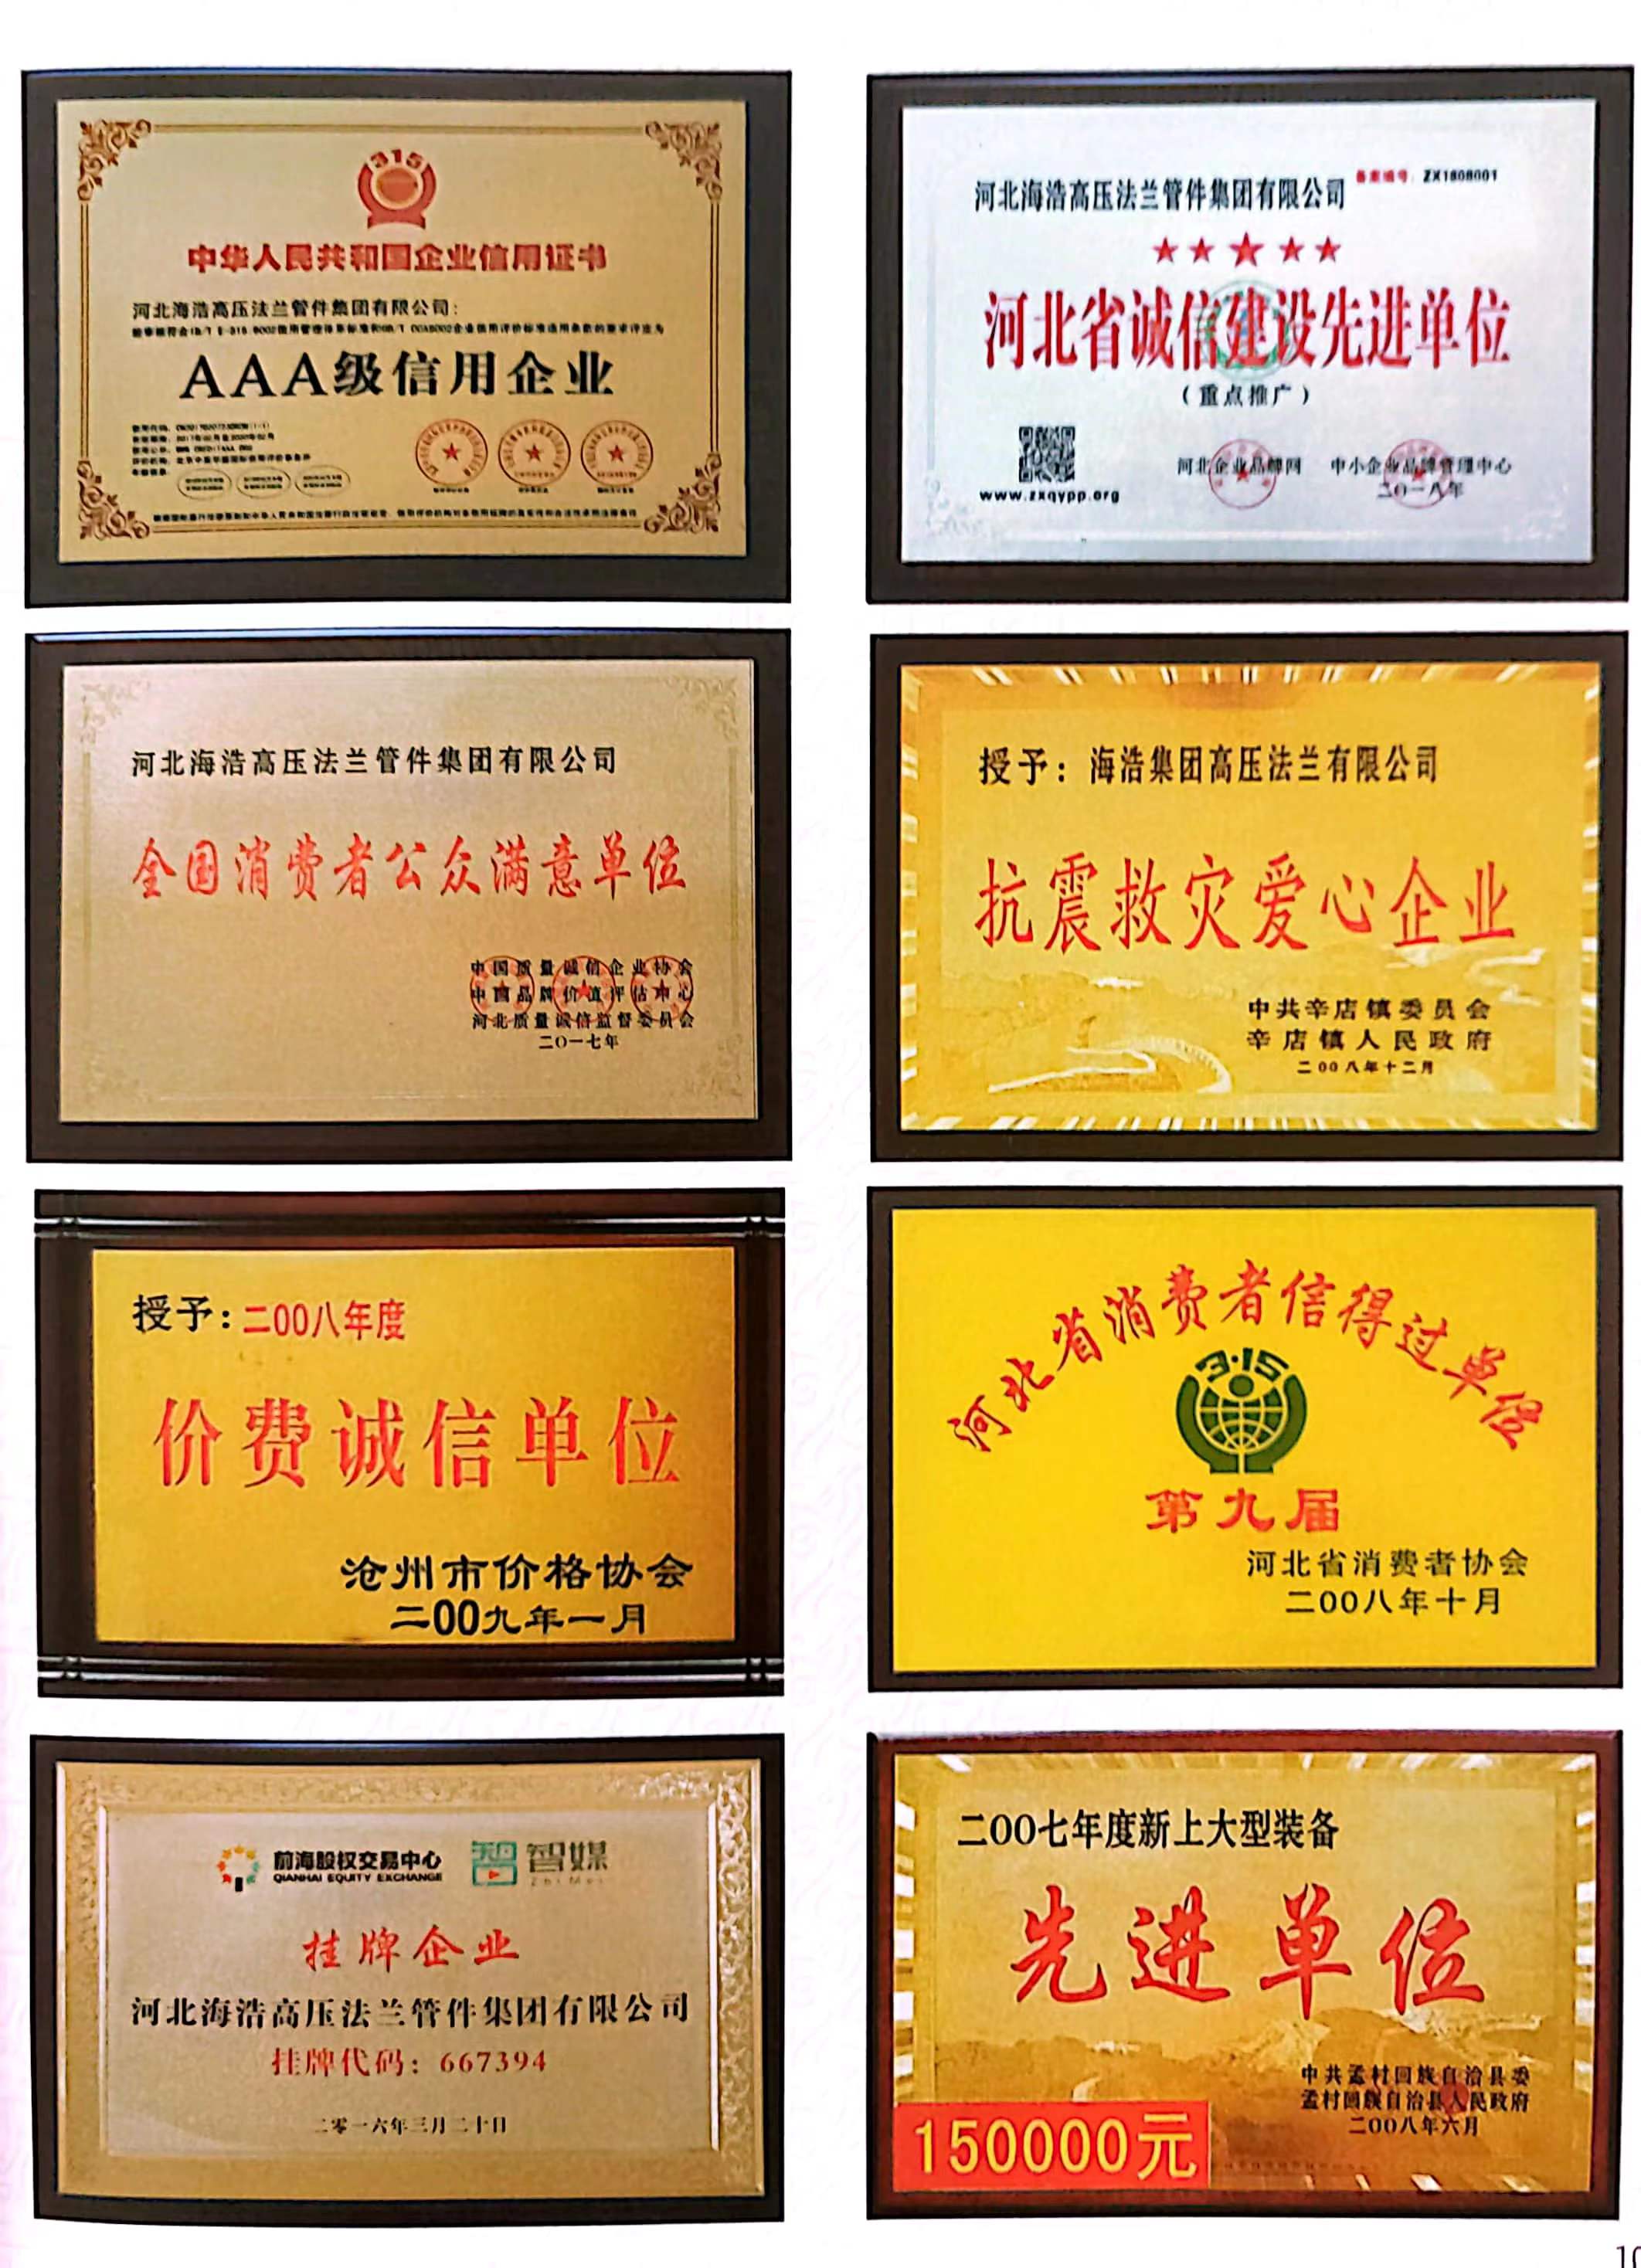 315
中华人民共和国企业信用证书
河北海浩高压法兰管件集团有限公司：
AAA级信用企业
河北海浩高压法兰管件集团有限公司
备案编号：ZX1808001
河北省诚信建设先进单位
（重点推广）
河北企业品牌网 中小企业品牌管理中心
www.zxqypp.org
二〇一八年
河北海浩高压法兰管件集团有限公司
全国消费者公众满意单位
中国质量诚信企业协会
中国品牌价值评估中心
河北质量诚信监督委员会
二〇一七年
授予：海浩集团高压法兰有限公司
抗震救灾爱心企业
中共辛店镇委员会
辛店镇人民政府
二00八年十二月
授予：二00八年度
价费诚信单位
沧州市价格协会
二00九年一月
河北省消费者信得过单位
3·15
第九届
河北省消费者协会
二00八年十月
前海股权交易中心
QIANHAI EQUITY EXCHANGE
智媒
Zhi Mei
挂牌企业
河北海浩高压法兰管件集团有限公司
挂牌代码：667394
二零一六年三月二十日
二00七年度新上大型装备
先进单位
中共孟村回族自治县委
孟村回族自治县人民政府
二00八年六月
150000元